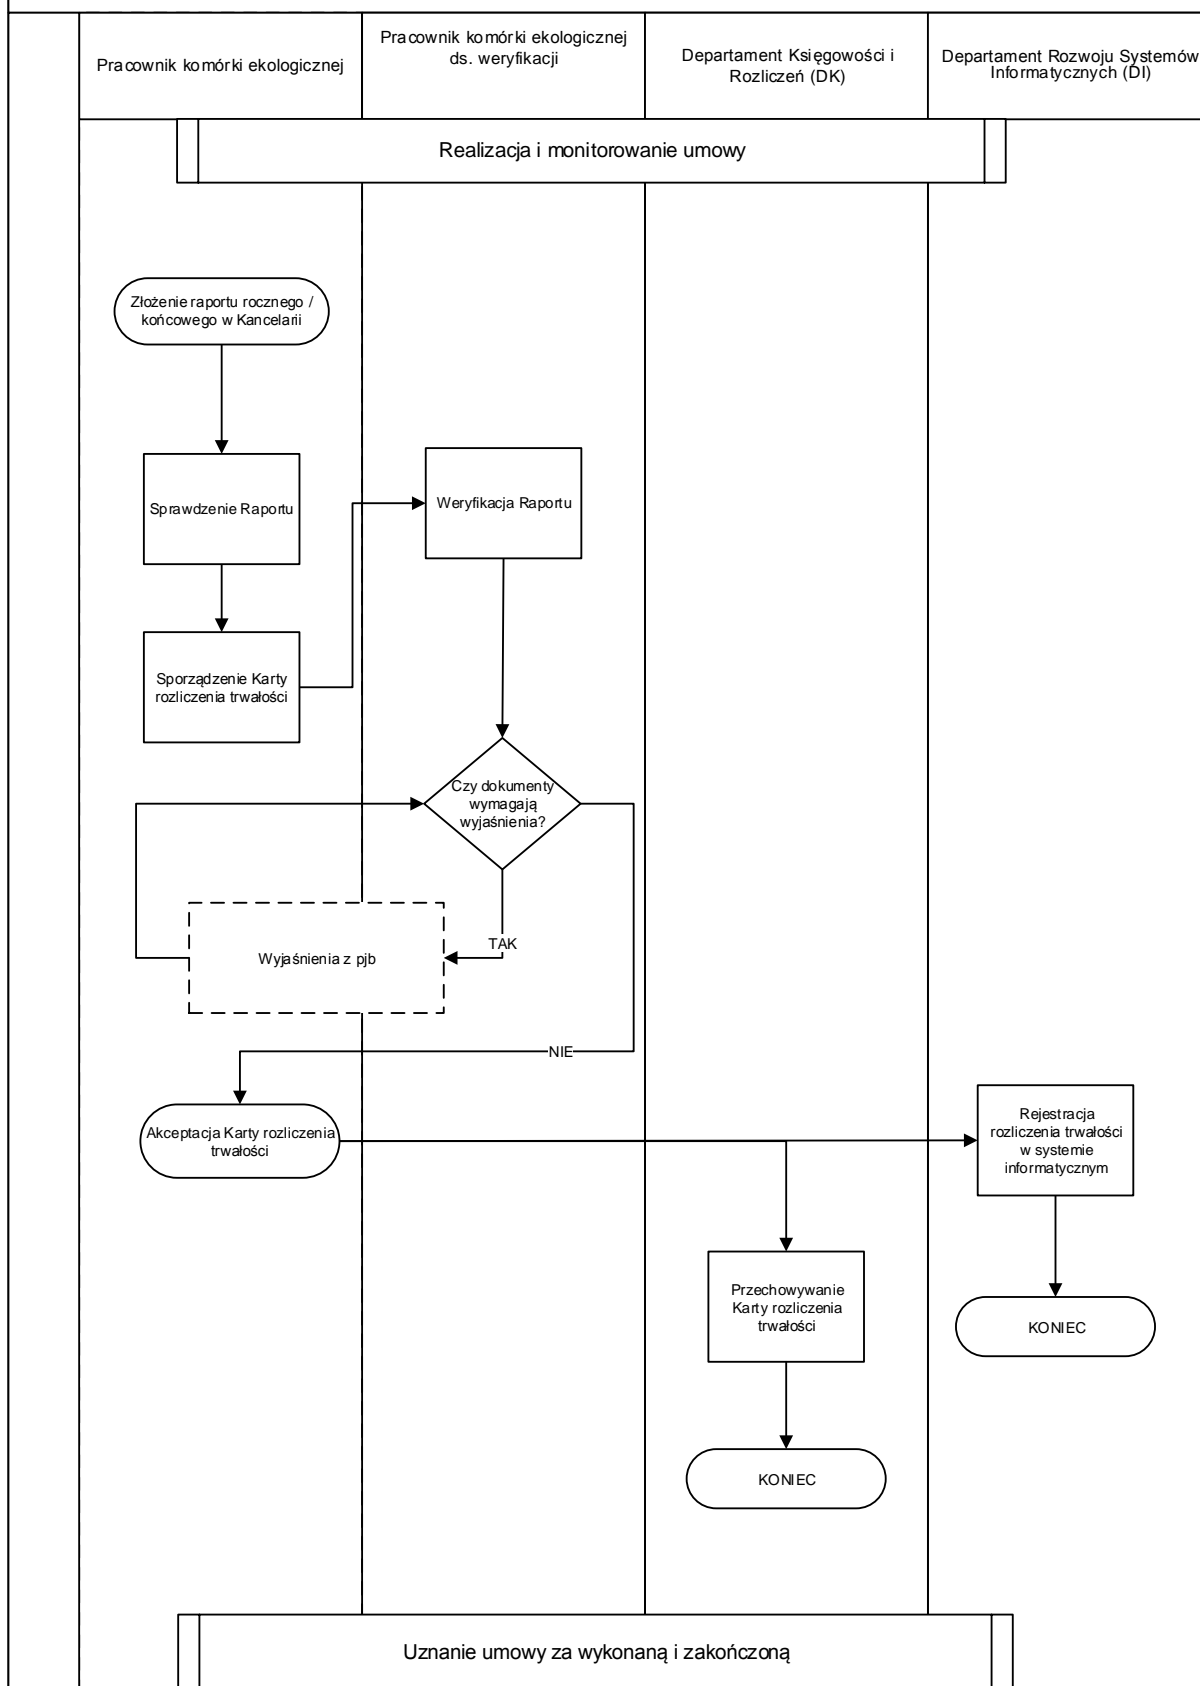 Pracownik komórki ekologicznej
Pracownik komórki ekologicznej
ds. weryfikacji
Departament Księgowości i
Rozliczeń (DK)
Departament Rozwoju Systemów
Informatycznych (DI)
Realizacja i monitorowanie umowy
Złożenie raportu rocznego /
końcowego w Kancelarii
Sprawdzenie Raportu
Weryfikacja Raportu
Sporządzenie Karty
rozliczenia trwałości
Czy dokumenty
wymagają
wyjaśnienia?
TAK
Wyjaśnienia z pjb
NIE
Akceptacja Karty rozliczenia
trwałości
Rejestracja
rozliczenia trwałości
w systemie
informatycznym
Przechowywanie
Karty rozliczenia
trwałości
KONIEC
KONIEC
Uznanie umowy za wykonaną i zakończoną